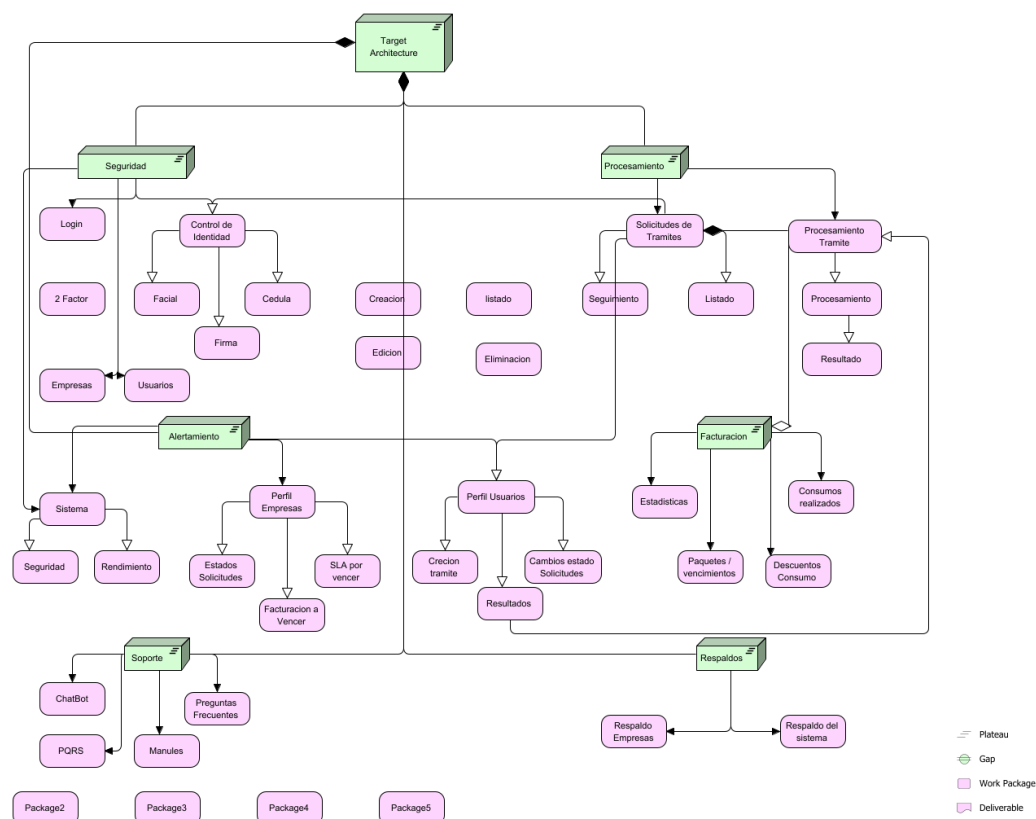 Target
Architecture
Seguridad
Procesamiento
Login
Control de
Identidad
Solicitudes de
Tramites
Procesamiento
Tramite
2 Factor
Facial
Cedula
Creacion
listado
Seguimiento
Listado
Procesamiento
Firma
Edicion
Eliminacion
Resultado
Empresas
Usuarios
Alertamiento
Facturacion
Sistema
Perfil
Empresas
Perfil Usuarios
Estadisticas
Consumos
realizados
Seguridad
Rendimiento
Estados
Solicitudes
SLA por
vencer
Crecion
tramite
Cambios estado
Solicitudes
Paquetes /
vencimientos
Descuentos
Consumo
Facturacion a
Vencer
Resultados
Soporte
Respaldos
ChatBot
Preguntas
Frecuentes
PQRS
Manules
Respaldo
Empresas
Respaldo del
sistema
Plateau
Gap
Work Package
Deliverable
Package2
Package3
Package4
Package5